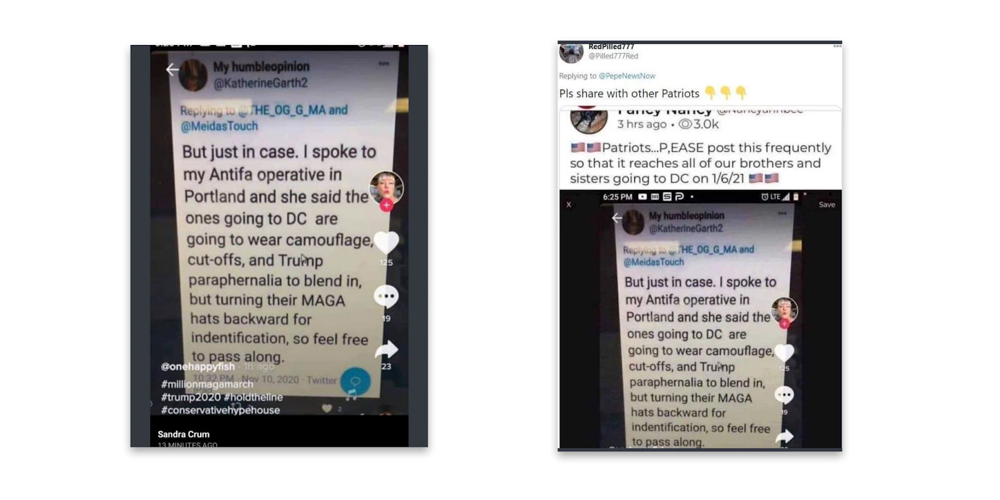 My humbleopinion
@KatherineGarth2
Replying to @THE_OG_G_MA and
@MeidasTouch
But just in case. I spoke to
my Antifa operative in
Portland and she said the
ones going to DC are
going to wear camouflage,
cut-offs, and Trump
paraphernalia to blend in,
but turning their MAGA
hats backward for
indentification, so feel free
to pass along.
125
19
23
@onehappyfish · 1h ago
10:32 PM · Nov 10, 2020 · Twitter
#millionmagamarch
#trump2020 #holdtheline
#conservativehypehouse
2
Sandra Crum
13 MINUTES AGO
RedPilled777
@Pilled777Red
Replying to @PepeNewsNow
Pls share with other Patriots 👇👇👇
Fancy Nancy @Nancyannbee
3 hrs ago • 3.0k
🇺🇸🇺🇸Patriots...P,EASE post this frequently
so that it reaches all of our brothers and
sisters going to DC on 1/6/21 🇺🇸🇺🇸
6:25 PM
LTE
X
Save
My humbleopinion
@KatherineGarth2
Replying to @THE_OG_G_MA and
@MeidasTouch
But just in case. I spoke to
my Antifa operative in
Portland and she said the
ones going to DC are
going to wear camouflage,
cut-offs, and Trump
paraphernalia to blend in,
but turning their MAGA
hats backward for
indentification, so feel free
to pass along.
125
19